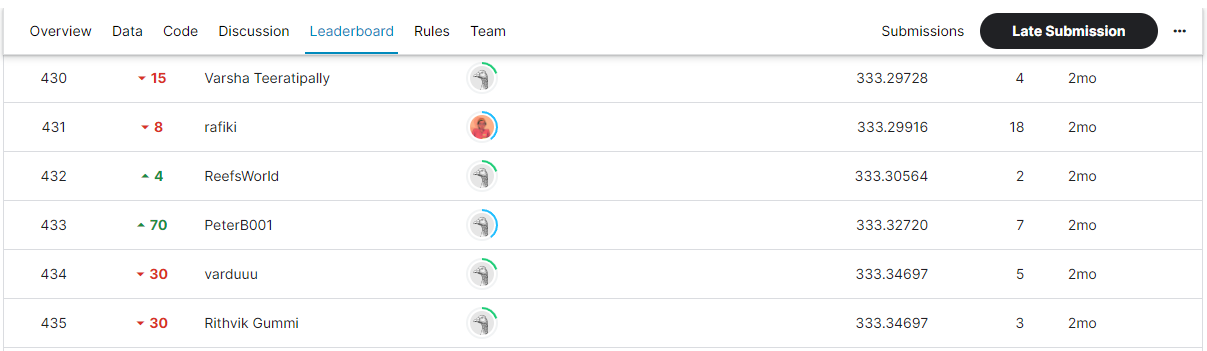 Overview Data Code Discussion Leaderboard Rules Team Submissions Late Submission ···
430 15 Varsha Teeratipally 333.29728 4 2mo
431 8 rafiki 333.29916 18 2mo
432 4 ReefsWorld 333.30564 2 2mo
433 70 PeterB001 333.32720 7 2mo
434 30 varduuu 333.34697 5 2mo
435 30 Rithvik Gummi 333.34697 3 2mo